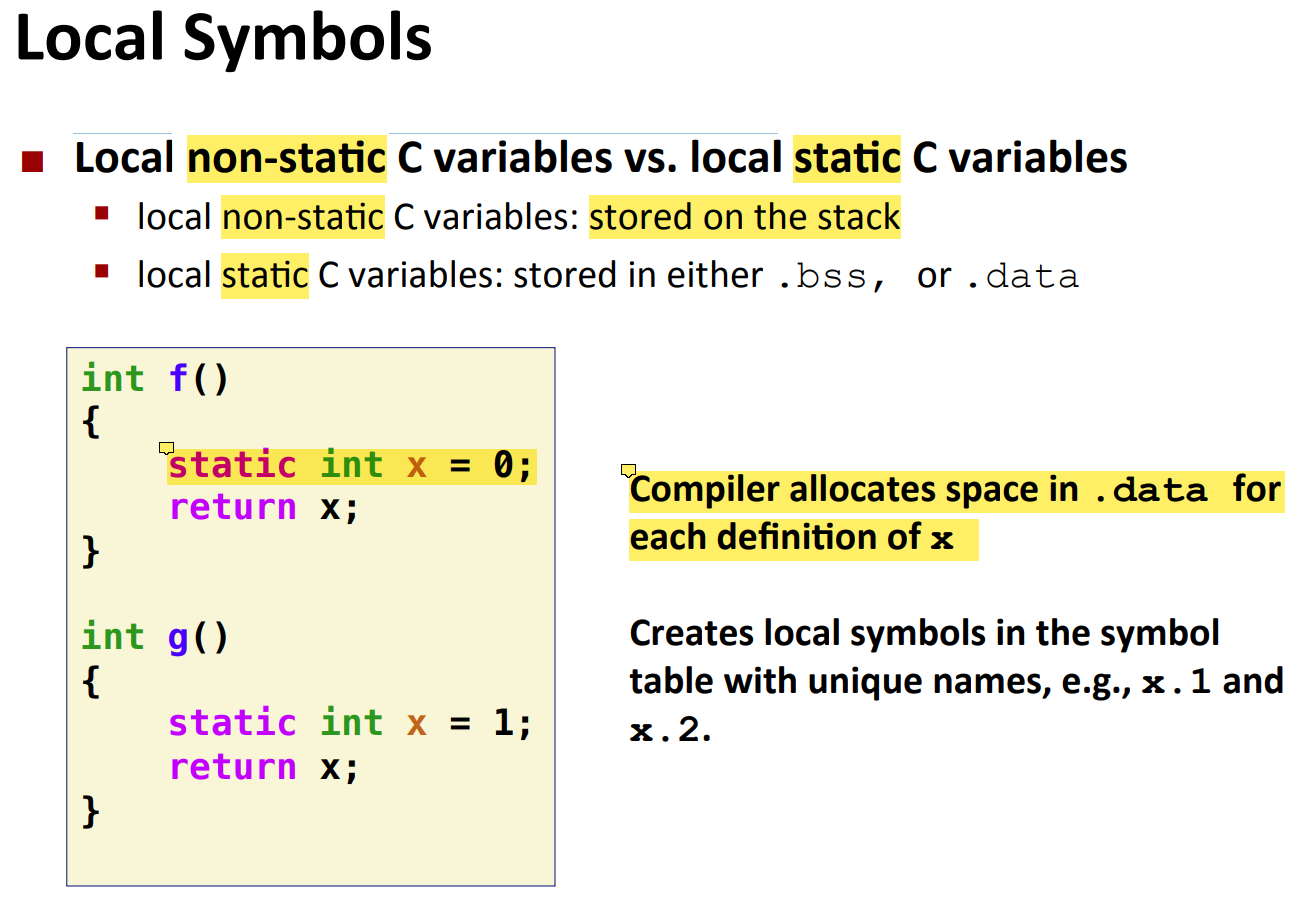 Local Symbols
Local non-static C variables vs. local static C variables
local non-static C variables: stored on the stack
local static C variables: stored in either .bss, or .data
int f()
{
    static int x = 0;
    return x;
}
int g()
{
    static int x = 1;
    return x;
}
Compiler allocates space in .data for
each definition of x
Creates local symbols in the symbol
table with unique names, e.g., x.1 and
x.2.